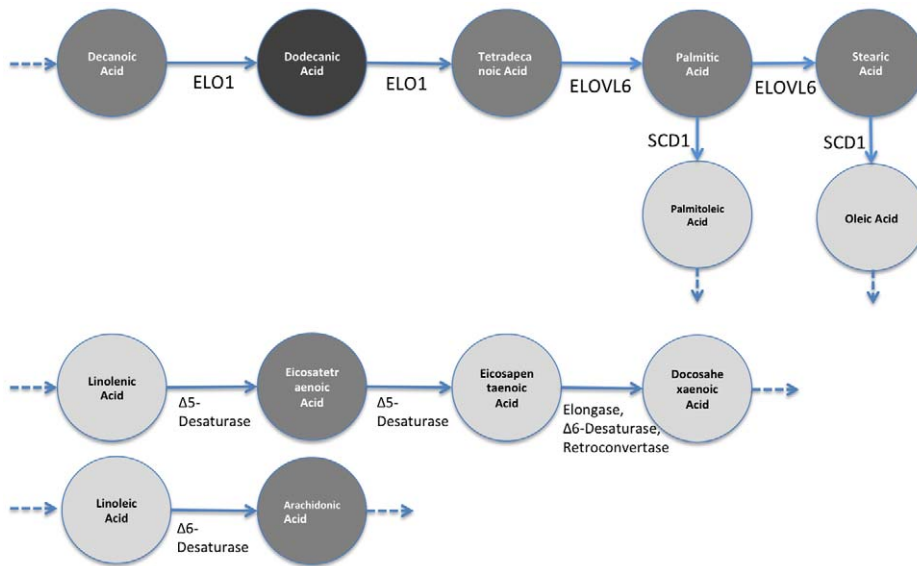 Decanoic
Acid
Dodecanic
Acid
Tetradeca
noic Acid
Palmitic
Acid
Stearic
Acid
ELO1
ELO1
ELOVL6
ELOVL6
SCD1
SCD1
Palmitoleic
Acid
Oleic Acid
Linolenic
Acid
Eicosatetr
aenoic
Acid
Eicosapen
taenoic
Acid
Docosahe
xaenoic
Acid
Δ5-
Desaturase
Δ5-
Desaturase
Elongase,
Δ6-Desaturase,
Retroconvertase
Linoleic
Acid
Arachidonic
Acid
Δ6-
Desaturase